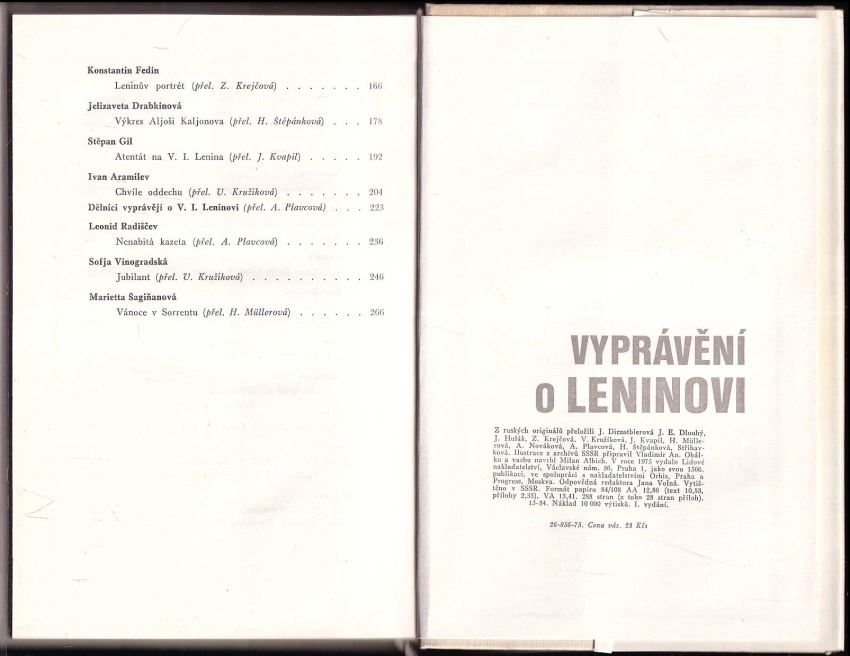 Konstantin Fedin
Leninův portrét (přel. Z. Krejčová) . . . . . . . 166
Jelizaveta Drabkinová
Výkres Aljoši Kaljonova (přel. H. Štěpánková) . . . 178
Stěpan Gil
Atentát na V. I. Lenina (přel. J. Kvapil) . . . . . 192
Ivan Aramilev
Chvíle oddechu (přel. V. Kružíková) . . . . . . . 204
Dělníci vyprávějí o V. I. Leninovi (přel. A. Plavcová) . . . 223
Leonid Radiščev
Nenabitá kazeta (přel. A. Plavcová) . . . . . . . 236
Sofja Vinogradská
Jubilant (přel. V. Kružíková) . . . . . . . . . . 246
Marietta Šagiňanová
Vánoce v Sorrentu (přel. H. Müllerová) . . . . . . 266
VYPRÁVĚNÍ
O LENINOVI
Z ruských originálů přeložili J. Dienstbierová J. E. Dlouhý,
J. Huřák, Z. Krejčová, V. Kružíková, J. Kvapil, H. Mülle-
rová, A. Nováková, A. Plavcová, H. Štěpánková, Střihav-
ková. Ilustrace z archívů SSSR připravil Vladimír An. Obál-
ku a vazbu navrhl Milan Albich. V roce 1975 vydalo Lidové
nakladatelství, Václavské nám. 36, Praha 1, jako svou 1566.
publikaci, ve spolupráci s nakladatelstvími Orbis, Praha a
Progress, Moskva. Odpovědná redaktora Jana Volná. Vytiš-
těno v SSSR. Formát papíru 84/108 AA 12,86 (text 10,53,
přílohy 2,33), VA 13,41. 288 stran (z toho 28 stran příloh).
13-34. Náklad 10 000 výtisků. 1. vydání.
26-056-75. Cena váz. 23 Kčs